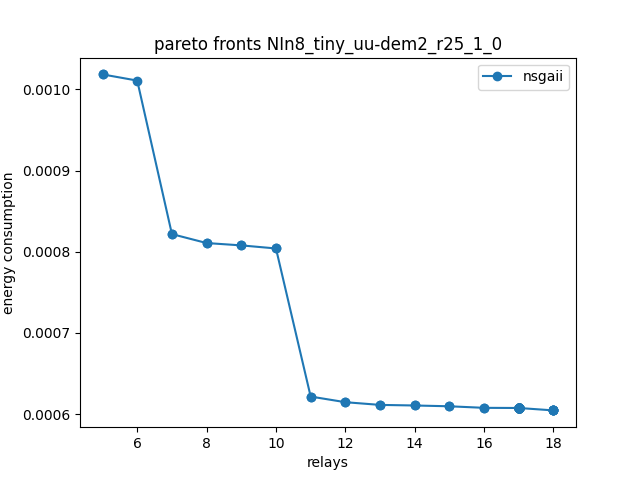 pareto fronts NIn8_tiny_uu-dem2_r25_1_0
nsgaii
0.0010
0.0009
0.0008
0.0007
0.0006
energy consumption
6 8 10 12 14 16 18
relays